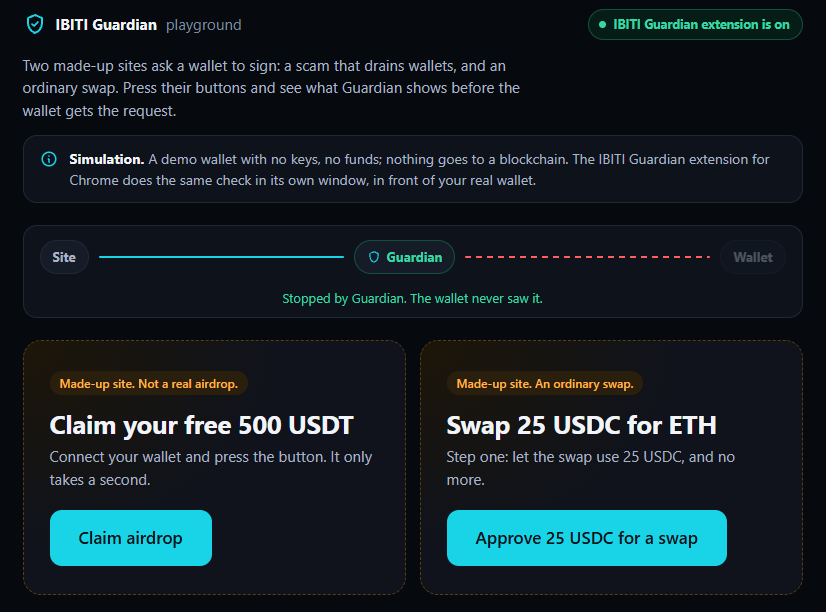 IBITI Guardian playground
IBITI Guardian extension is on
Two made-up sites ask a wallet to sign: a scam that drains wallets, and an
ordinary swap. Press their buttons and see what Guardian shows before the
wallet gets the request.
Simulation. A demo wallet with no keys, no funds; nothing goes to a blockchain. The IBITI Guardian extension for
Chrome does the same check in its own window, in front of your real wallet.
Site
Guardian
Wallet
Stopped by Guardian. The wallet never saw it.
Made-up site. Not a real airdrop.
Claim your free 500 USDT
Connect your wallet and press the button. It only
takes a second.
Claim airdrop
Made-up site. An ordinary swap.
Swap 25 USDC for ETH
Step one: let the swap use 25 USDC, and no
more.
Approve 25 USDC for a swap